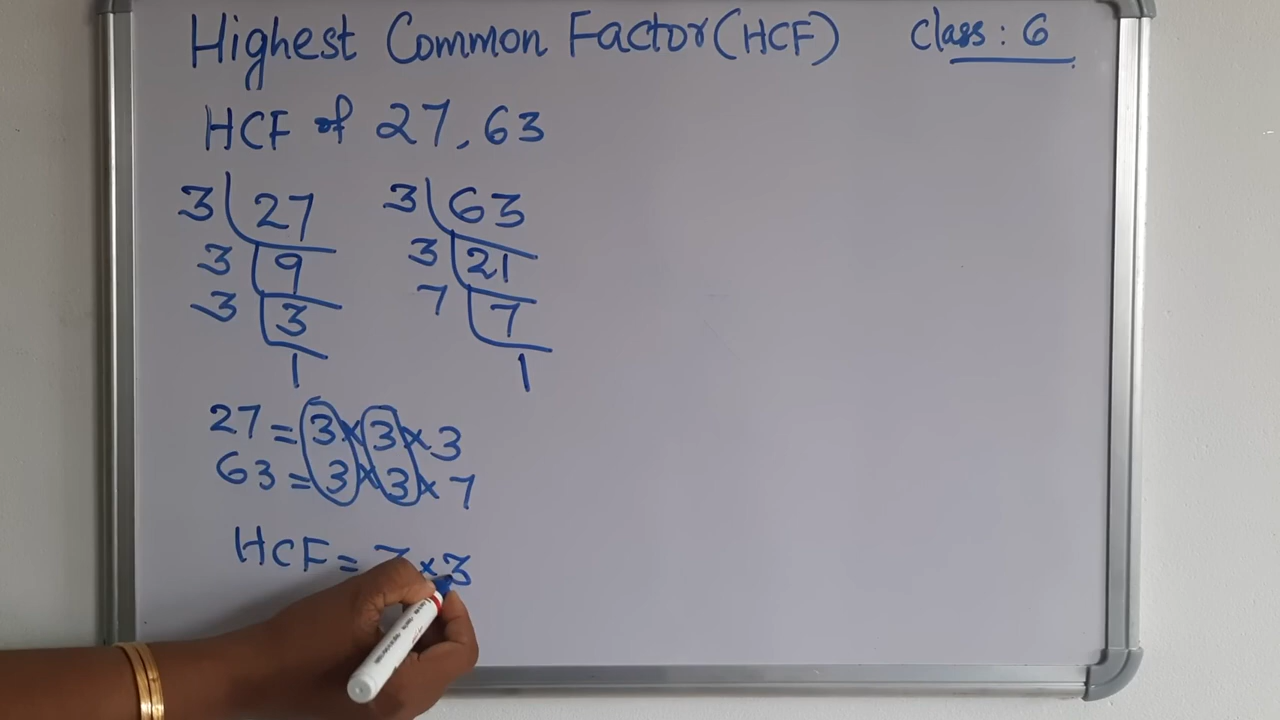 Highest Common Factor (HCF) Class : 6
HCF of 27, 63
3 27 3 63
3 9 3 21
3 3 7 7
1 1
27 = 3 × 3 × 3
63 = 3 × 3 × 7
HCF = 3 × 3